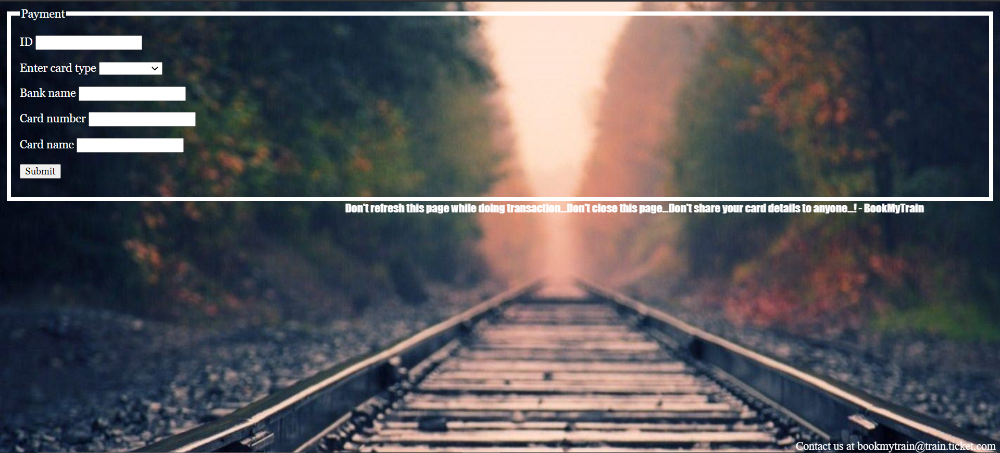 Payment
ID
Enter card type
Bank name
Card number
Card name
Submit
Don't refresh this page while doing transaction...Don't close this page...Don't share your card details to anyone...! - BookMyTrain
Contact us at bookmytrain@train.ticket.com